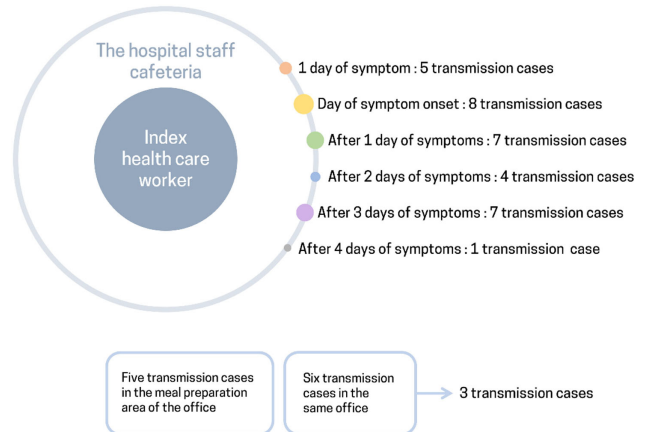 The hospital staff
cafeteria
Index
health care
worker
1 day of symptom : 5 transmission cases
Day of symptom onset : 8 transmission cases
After 1 day of symptoms : 7 transmission cases
After 2 days of symptoms : 4 transmission cases
After 3 days of symptoms : 7 transmission cases
After 4 days of symptoms : 1 transmission case
Five transmission cases
in the meal preparation
area of the office
Six transmission
cases in the
same office
3 transmission cases